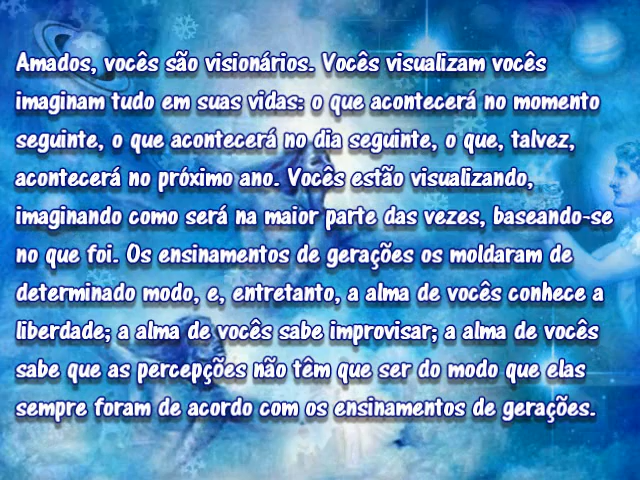 Amados, vocês são visionários. Vocês visualizam vocês
imaginam tudo em suas vidas: o que acontecerá no momento
seguinte, o que acontecerá no dia seguinte, o que, talvez,
acontecerá no próximo ano. Vocês estão visualizando,
imaginando como será na maior parte das vezes, baseando-se
no que foi. Os ensinamentos de gerações os moldaram de
determinado modo, e, entretanto, a alma de vocês conhece a
liberdade; a alma de vocês sabe improvisar; a alma de vocês
sabe que as percepções não têm que ser do modo que elas
sempre foram de acordo com os ensinamentos de gerações.